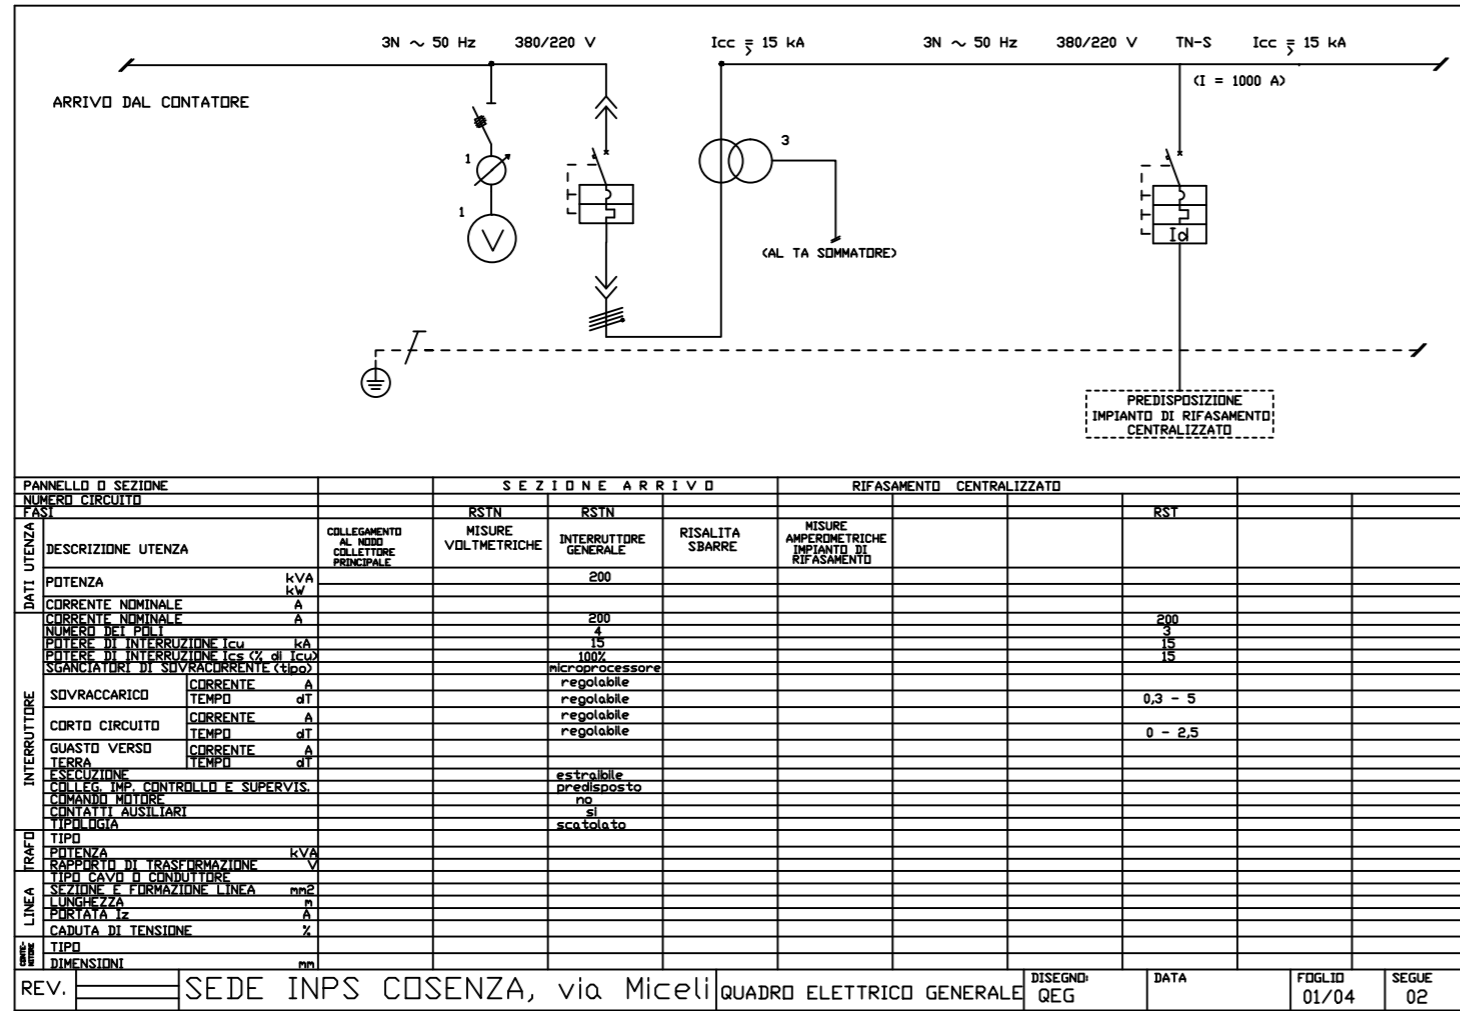 3N ~ 50 Hz 380/220 V Icc ≥ 15 kA 3N ~ 50 Hz 380/220 V TN-S Icc ≥ 15 kA
(I = 1000 A)
ARRIVO DAL CONTATORE
3
1
1
V
(AL TA SOMMATORE)
Id
PREDISPOSIZIONE
IMPIANTO DI RIFASAMENTO
CENTRALIZZATO
PANNELLO O SEZIONE SEZIONE ARRIVO RIFASAMENTO CENTRALIZZATO
NUMERO CIRCUITO
FASI RSTN RSTN RST
DATI UTENZA
DESCRIZIONE UTENZA
COLLEGAMENTO
AL NODO
COLLETTORE
PRINCIPALE
MISURE
VOLTMETRICHE
INTERRUTTORE
GENERALE
RISALITA
SBARRE
MISURE
AMPEROMETRICHE
IMPIANTO DI
RIFASAMENTO
POTENZA kVA 200
kW
CORRENTE NOMINALE A
INTERRUTTORE
CORRENTE NOMINALE A 200 200
NUMERO DEI POLI 4 3
POTERE DI INTERRUZIONE Icu kA 15 15
POTERE DI INTERRUZIONE Ics (% di Icu) 100% 15
SGANCIATORI DI SOVRACORRENTE (tipo) microprocessore
SOVRACCARICO CORRENTE A regolabile
TEMPO dT regolabile 0,3 - 5
CORTO CIRCUITO CORRENTE A regolabile
TEMPO dT regolabile 0 - 2,5
GUASTO VERSO CORRENTE A
TERRA TEMPO dT
ESECUZIONE estraibile
COLLEG. IMP. CONTROLLO E SUPERVIS. predisposto
COMANDO MOTORE no
CONTATTI AUSILIARI si
TIPOLOGIA scatolato
TRAFO
TIPO
POTENZA kVA
RAPPORTO DI TRASFORMAZIONE V
LINEA
TIPO CAVO O CONDUTTORE
SEZIONE E FORMAZIONE LINEA mm2
LUNGHEZZA m
PORTATA Iz A
CADUTA DI TENSIONE %
CONTE-
NITORE
TIPO
DIMENSIONI mm
REV. SEDE INPS COSENZA, via Miceli QUADRO ELETTRICO GENERALE
DISEGNO: DATA FOGLIO SEGUE
QEG 01/04 02